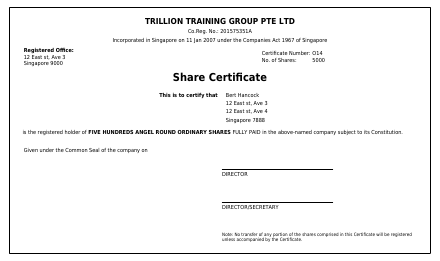 TRILLION TRAINING GROUP PTE LTD
Co.Reg. No.: 201575351A
Incorporated in Singapore on 11 Jan 2007 under the Companies Act 1967 of Singapore
Registered Office:
12 East st, Ave 3
Singapore 9000
Certificate Number: O14
No. of Shares: 5000
Share Certificate
This is to certify that Bert Hancock
12 East st, Ave 3
12 East st, Ave 4
Singapore 7888
is the registered holder of FIVE HUNDREDS ANGEL ROUND ORDINARY SHARES FULLY PAID in the above-named company subject to its Constitution.
Given under the Common Seal of the company on
DIRECTOR
DIRECTOR/SECRETARY
Note: No transfer of any portion of the shares comprised in this Certificate will be registered
unless accompanied by the Certificate.